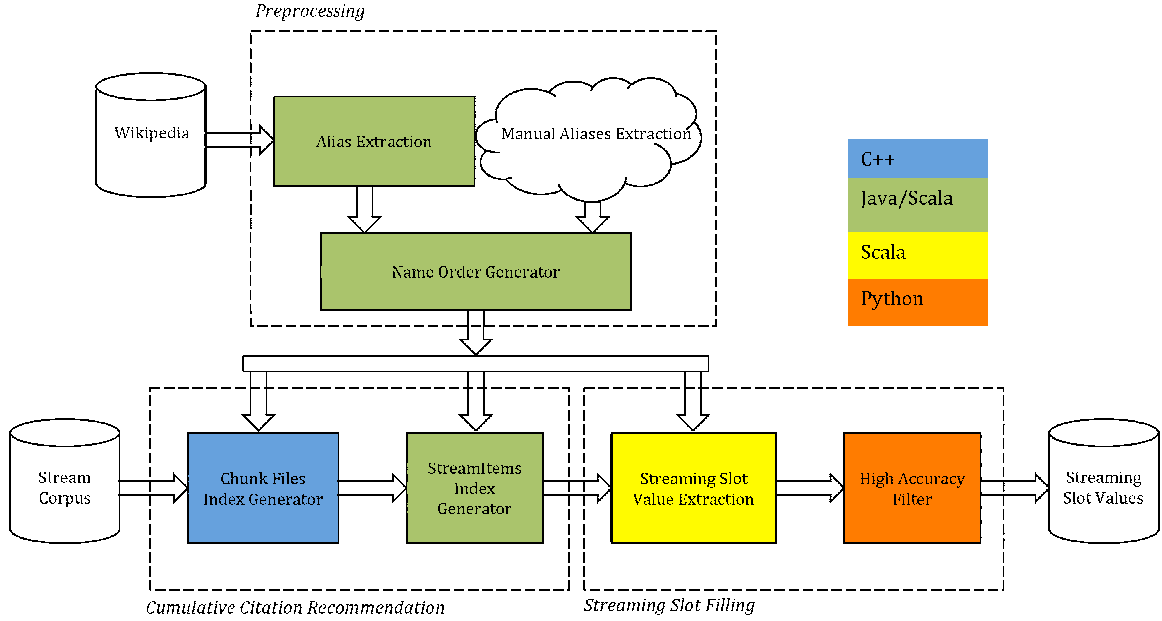 Preprocessing
Wikipedia
Alias Extraction
Manual Aliases Extraction
Name Order Generator
C++
Java/Scala
Scala
Python
Stream
Corpus
Chunk Files
Index Generator
StreamItems
Index
Generator
Streaming Slot
Value Extraction
High Accuracy
Filter
Streaming
Slot Values
Cumulative Citation Recommendation
Streaming Slot Filling